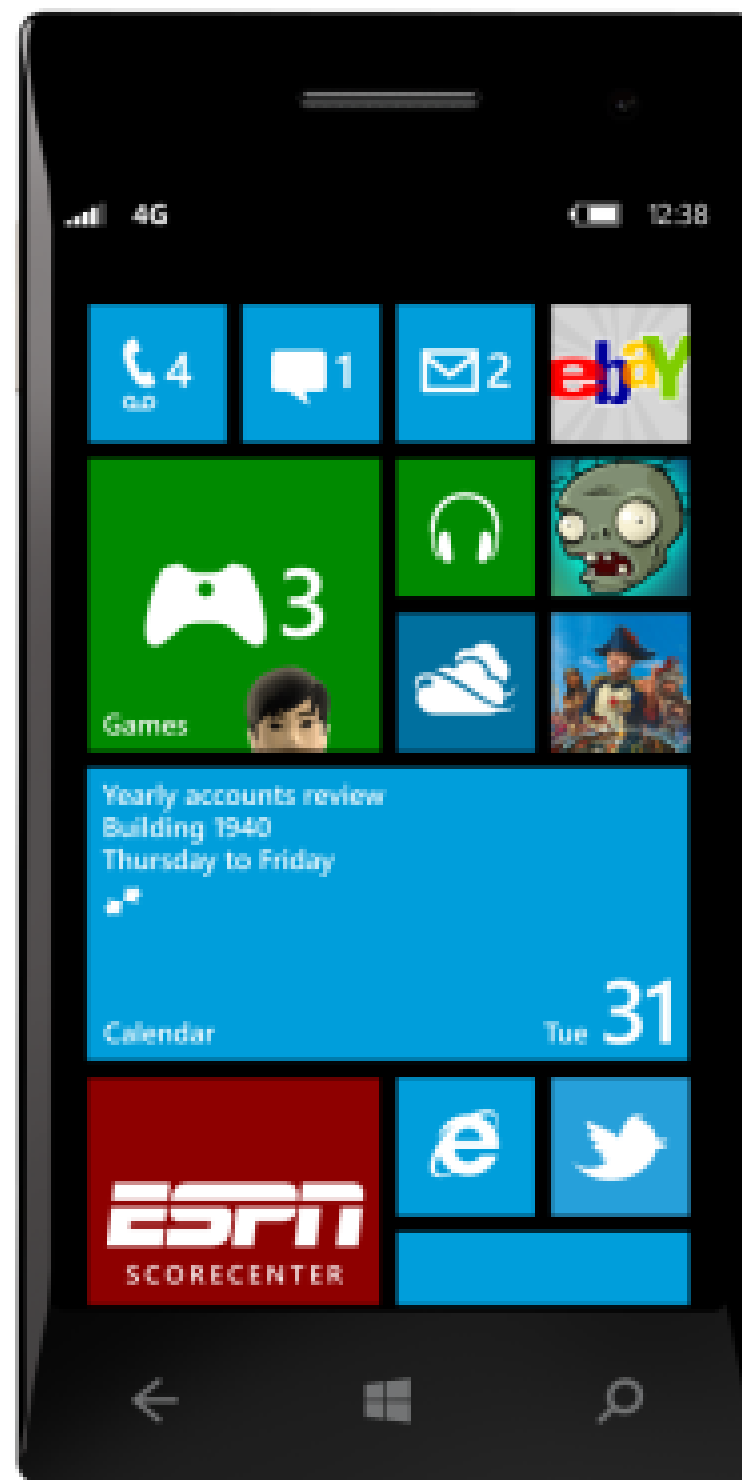 4G 12:38
4 1 2 ebaY
3
Games
Yearly accounts review
Building 1940
Thursday to Friday
Calendar Tue 31
ESPN
SCORECENTER